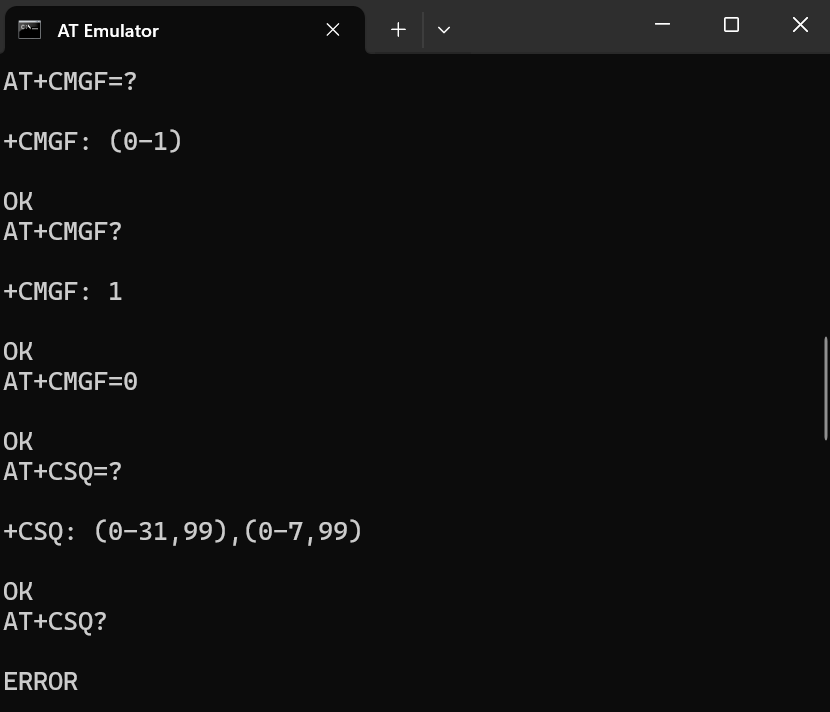 AT Emulator
AT+CMGF=?
+CMGF: (0-1)
OK
AT+CMGF?
+CMGF: 1
OK
AT+CMGF=0
OK
AT+CSQ=?
+CSQ: (0-31,99),(0-7,99)
OK
AT+CSQ?
ERROR